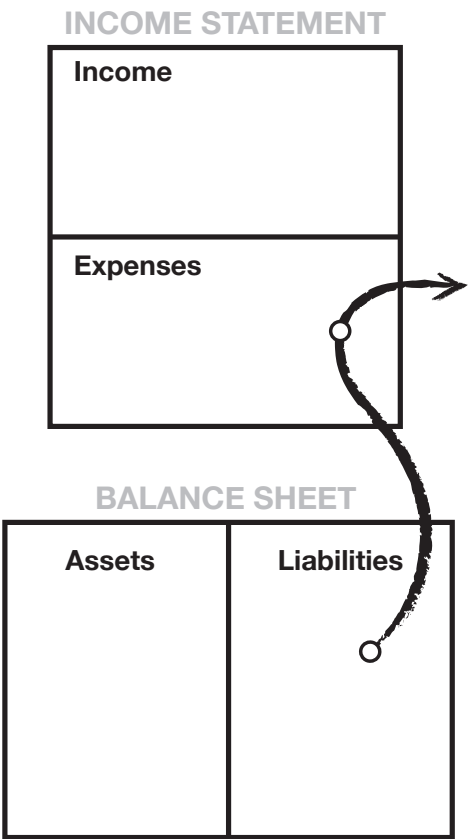 INCOME STATEMENT
Income
Expenses
BALANCE SHEET
Assets Liabilities